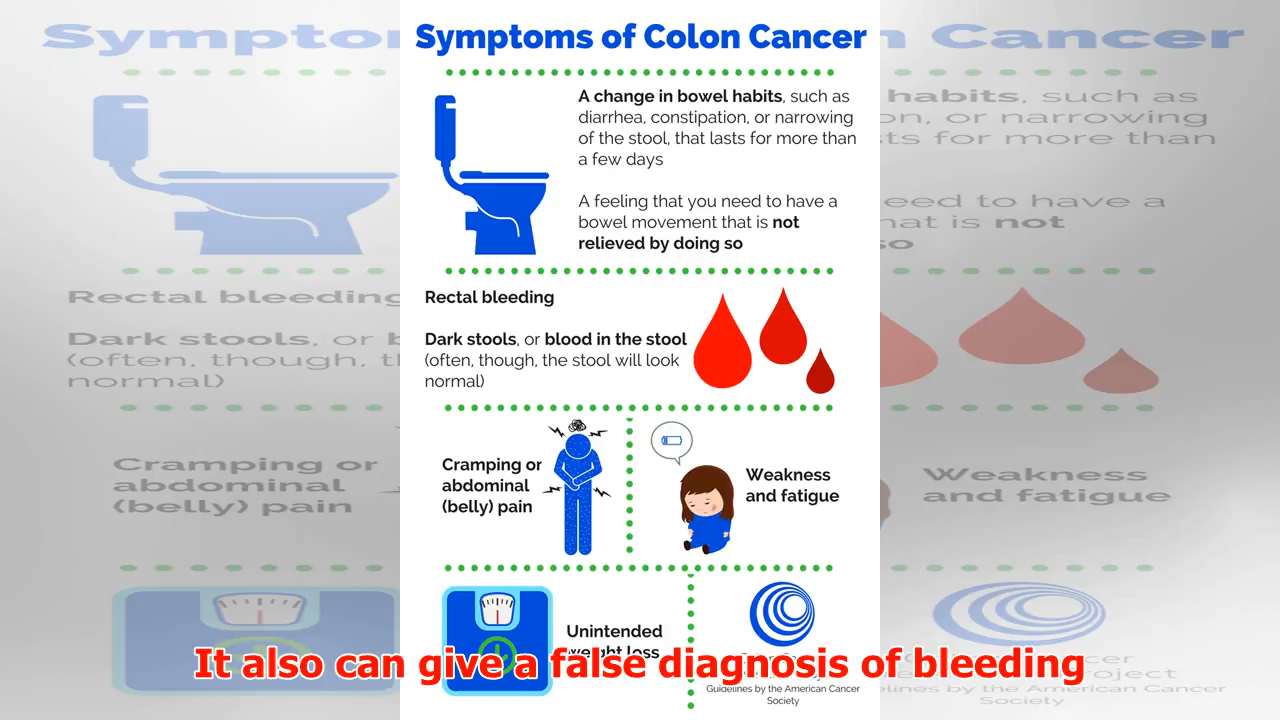 Symptoms of Colon Cancer
A change in bowel habits, such as
diarrhea, constipation, or narrowing
of the stool, that lasts for more than
a few days
A feeling that you need to have a
bowel movement that is not
relieved by doing so
Rectal bleeding
Dark stools, or blood in the stool
(often, though, the stool will look
normal)
Cramping or
abdominal
(belly) pain
Weakness
and fatigue
Unintended
weight loss
Guidelines by the American Cancer
Society
It also can give a false diagnosis of bleeding